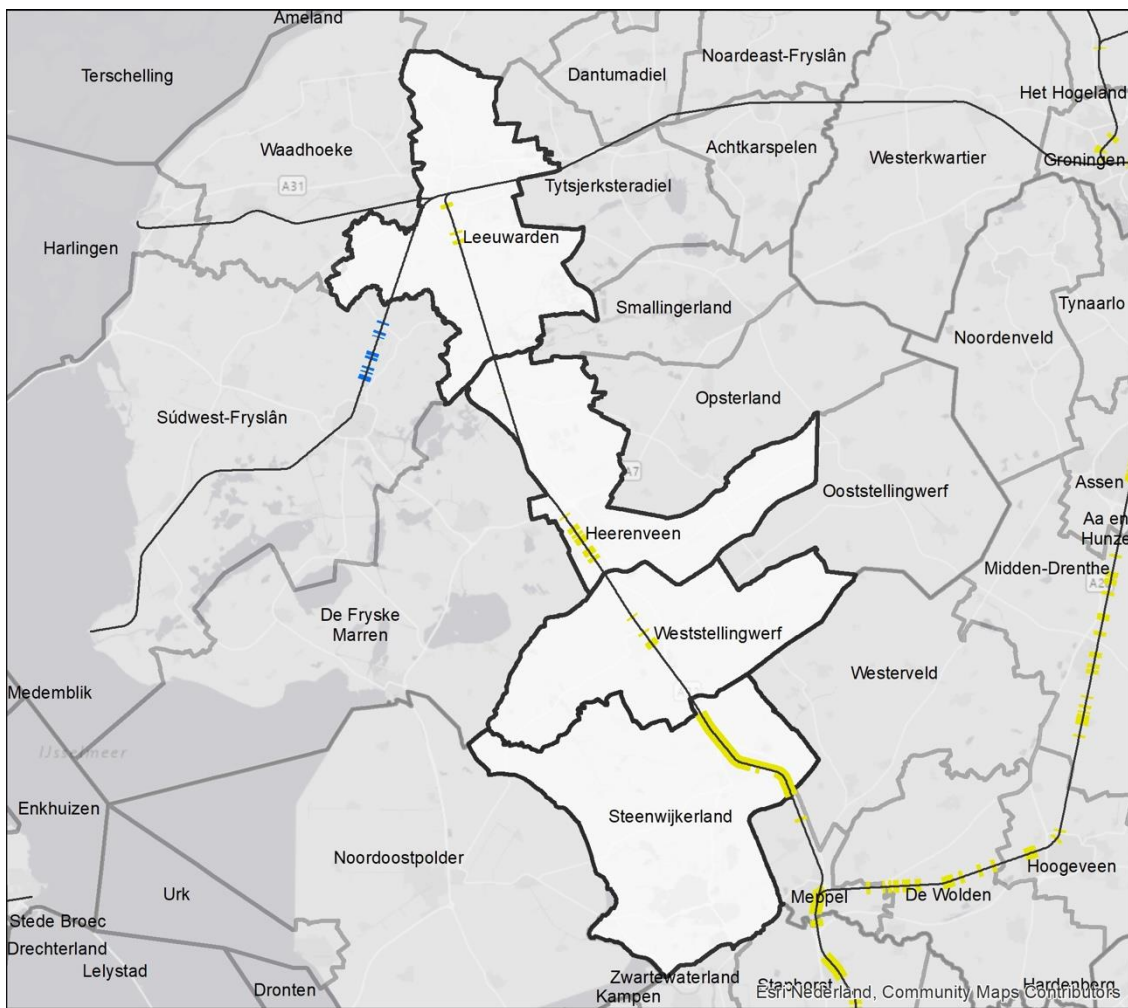 Ameland
Noardeast-Fryslân
Dantumadiel
Terschelling
Het Hogeland
Waadhoeke
Achtkarspelen
Westerkwartier
Groningen
A31
Tytsjerksteradiel
Harlingen
Leeuwarden
Smallingerland
Tynaarlo
Noordenveld
Opsterland
Súdwest-Fryslân
A7
Assen
Ooststellingwerf
Aa en
Hunze
Heerenveen
Midden-Drenthe
De Fryske
Marren
Weststellingwerf
Westerveld
Medemblik
IJsselmeer
Enkhuizen
Steenwijkerland
Noordoostpolder
Hoogeveen
Urk
Meppel
De Wolden
Stede Broec
Drechterland
Lelystad
Dronten
Zwartewaterland
Kampen
Staphorst
Hardenberg
Esri Nederland, Community Maps Contributors